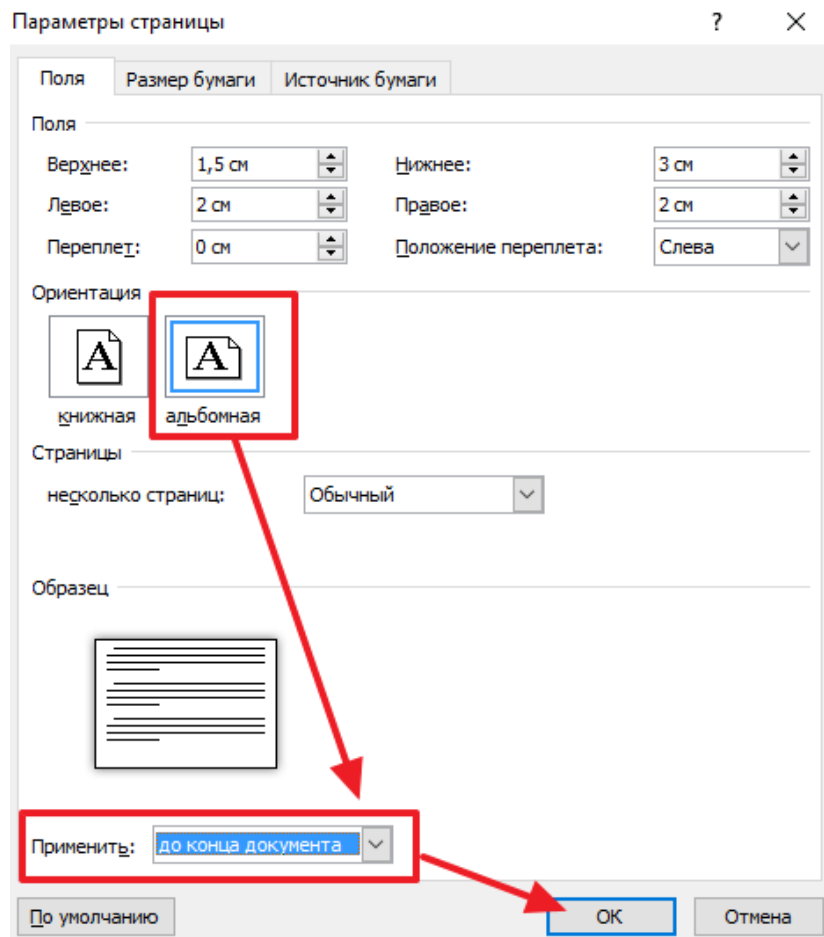 Параметры страницы ? ×
Поля Размер бумаги Источник бумаги
Поля
Верхнее: 1,5 см Нижнее: 3 см
Левое: 2 см Правое: 2 см
Переплет: 0 см Положение переплета: Слева
Ориентация
A A
книжная альбомная
Страницы
несколько страниц: Обычный
Образец
Применить: до конца документа
По умолчанию ОК Отмена